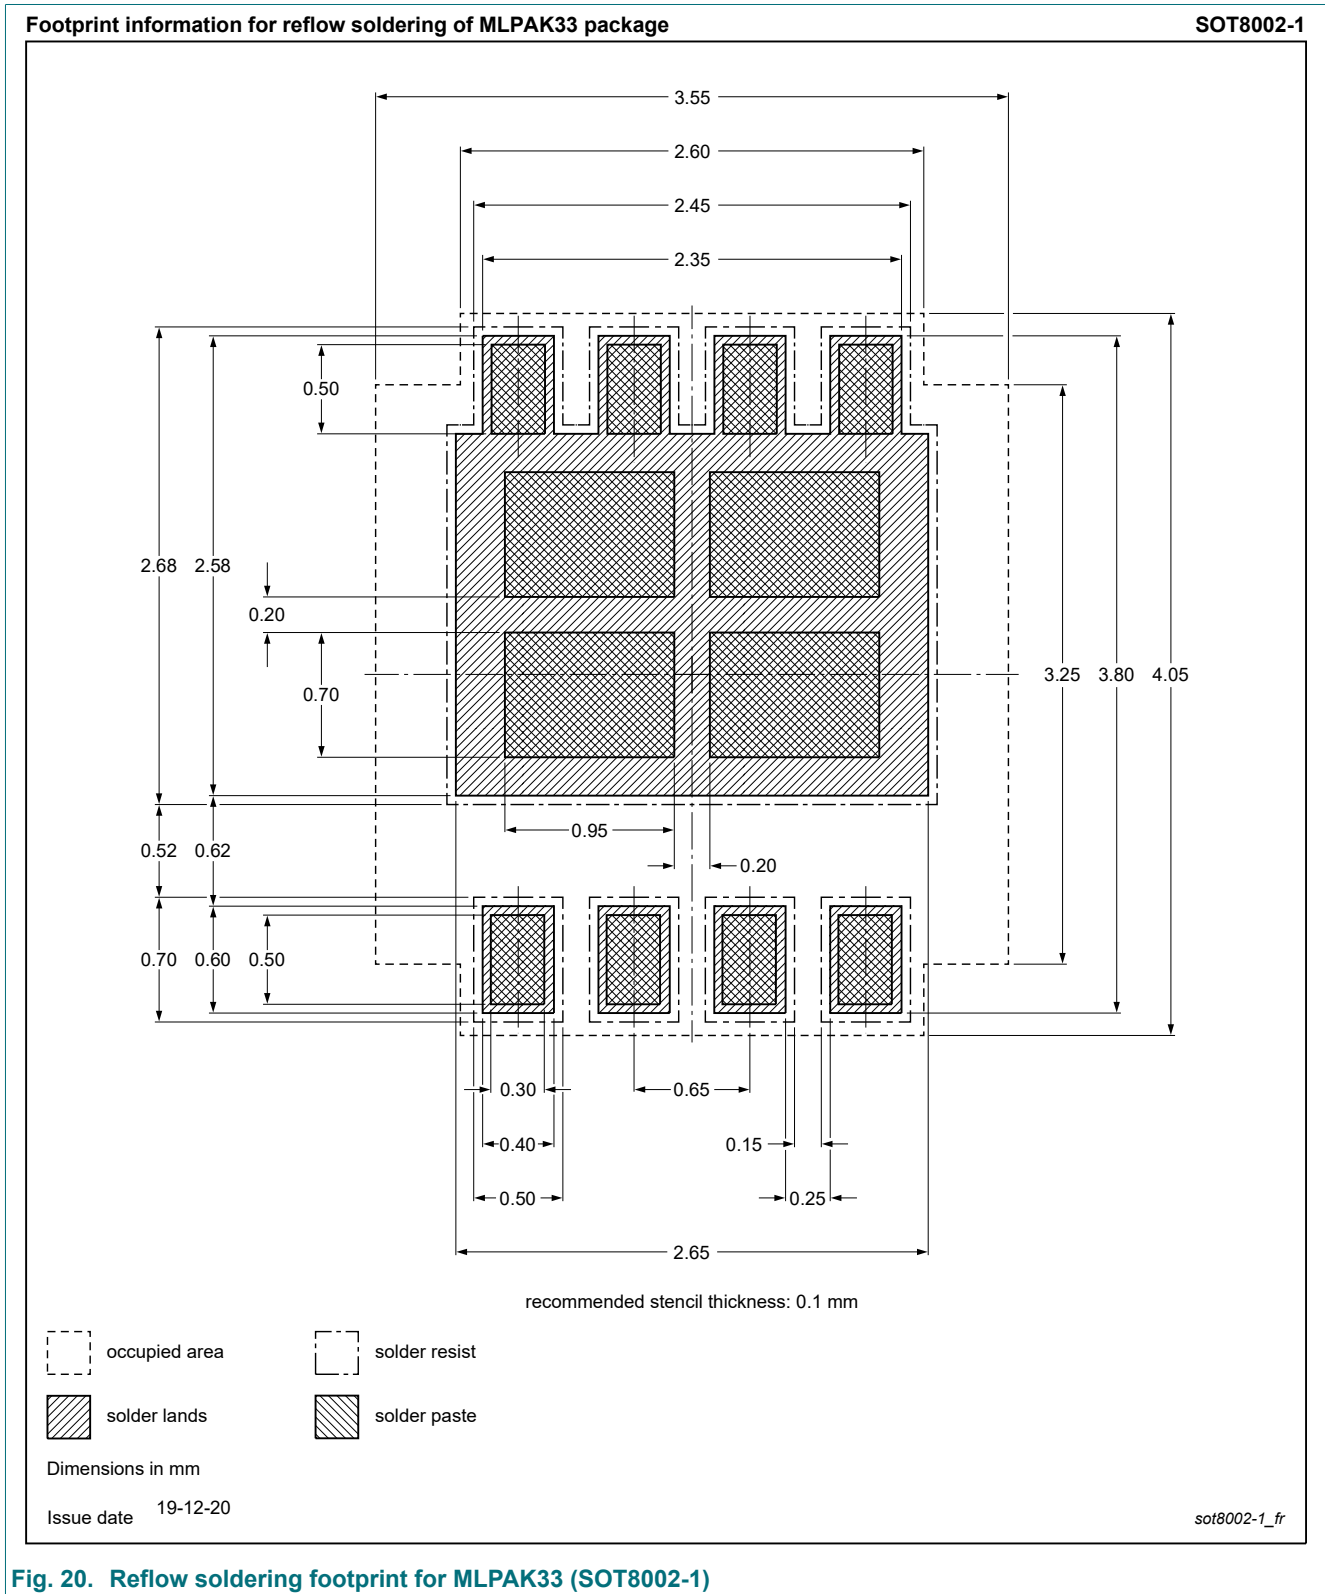 Footprint information for reflow soldering of MLPAK33 package SOT8002-1
3.55
2.60
2.45
2.35
0.50
2.68 2.58
0.20
0.70
3.25 3.80 4.05
0.95
0.52 0.62
0.20
0.70 0.60 0.50
0.30 0.65
0.40 0.15
0.50 0.25
2.65
recommended stencil thickness: 0.1 mm
occupied area solder resist
solder lands solder paste
Dimensions in mm
Issue date 19-12-20
sot8002-1_fr
Fig. 20. Reflow soldering footprint for MLPAK33 (SOT8002-1)